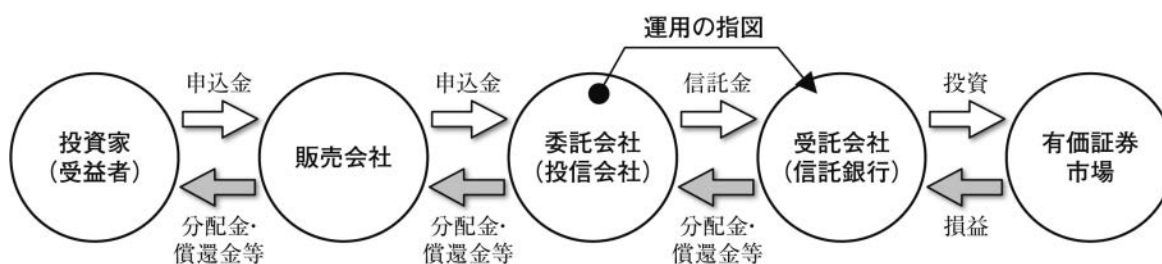 運用の指図
申込金
申込金
信託金
投資
投資家
(受益者)
販売会社
委託会社
(投信会社)
受託会社
(信託銀行)
有価証券
市場
分配金・
償還金等
分配金・
償還金等
分配金・
償還金等
損益